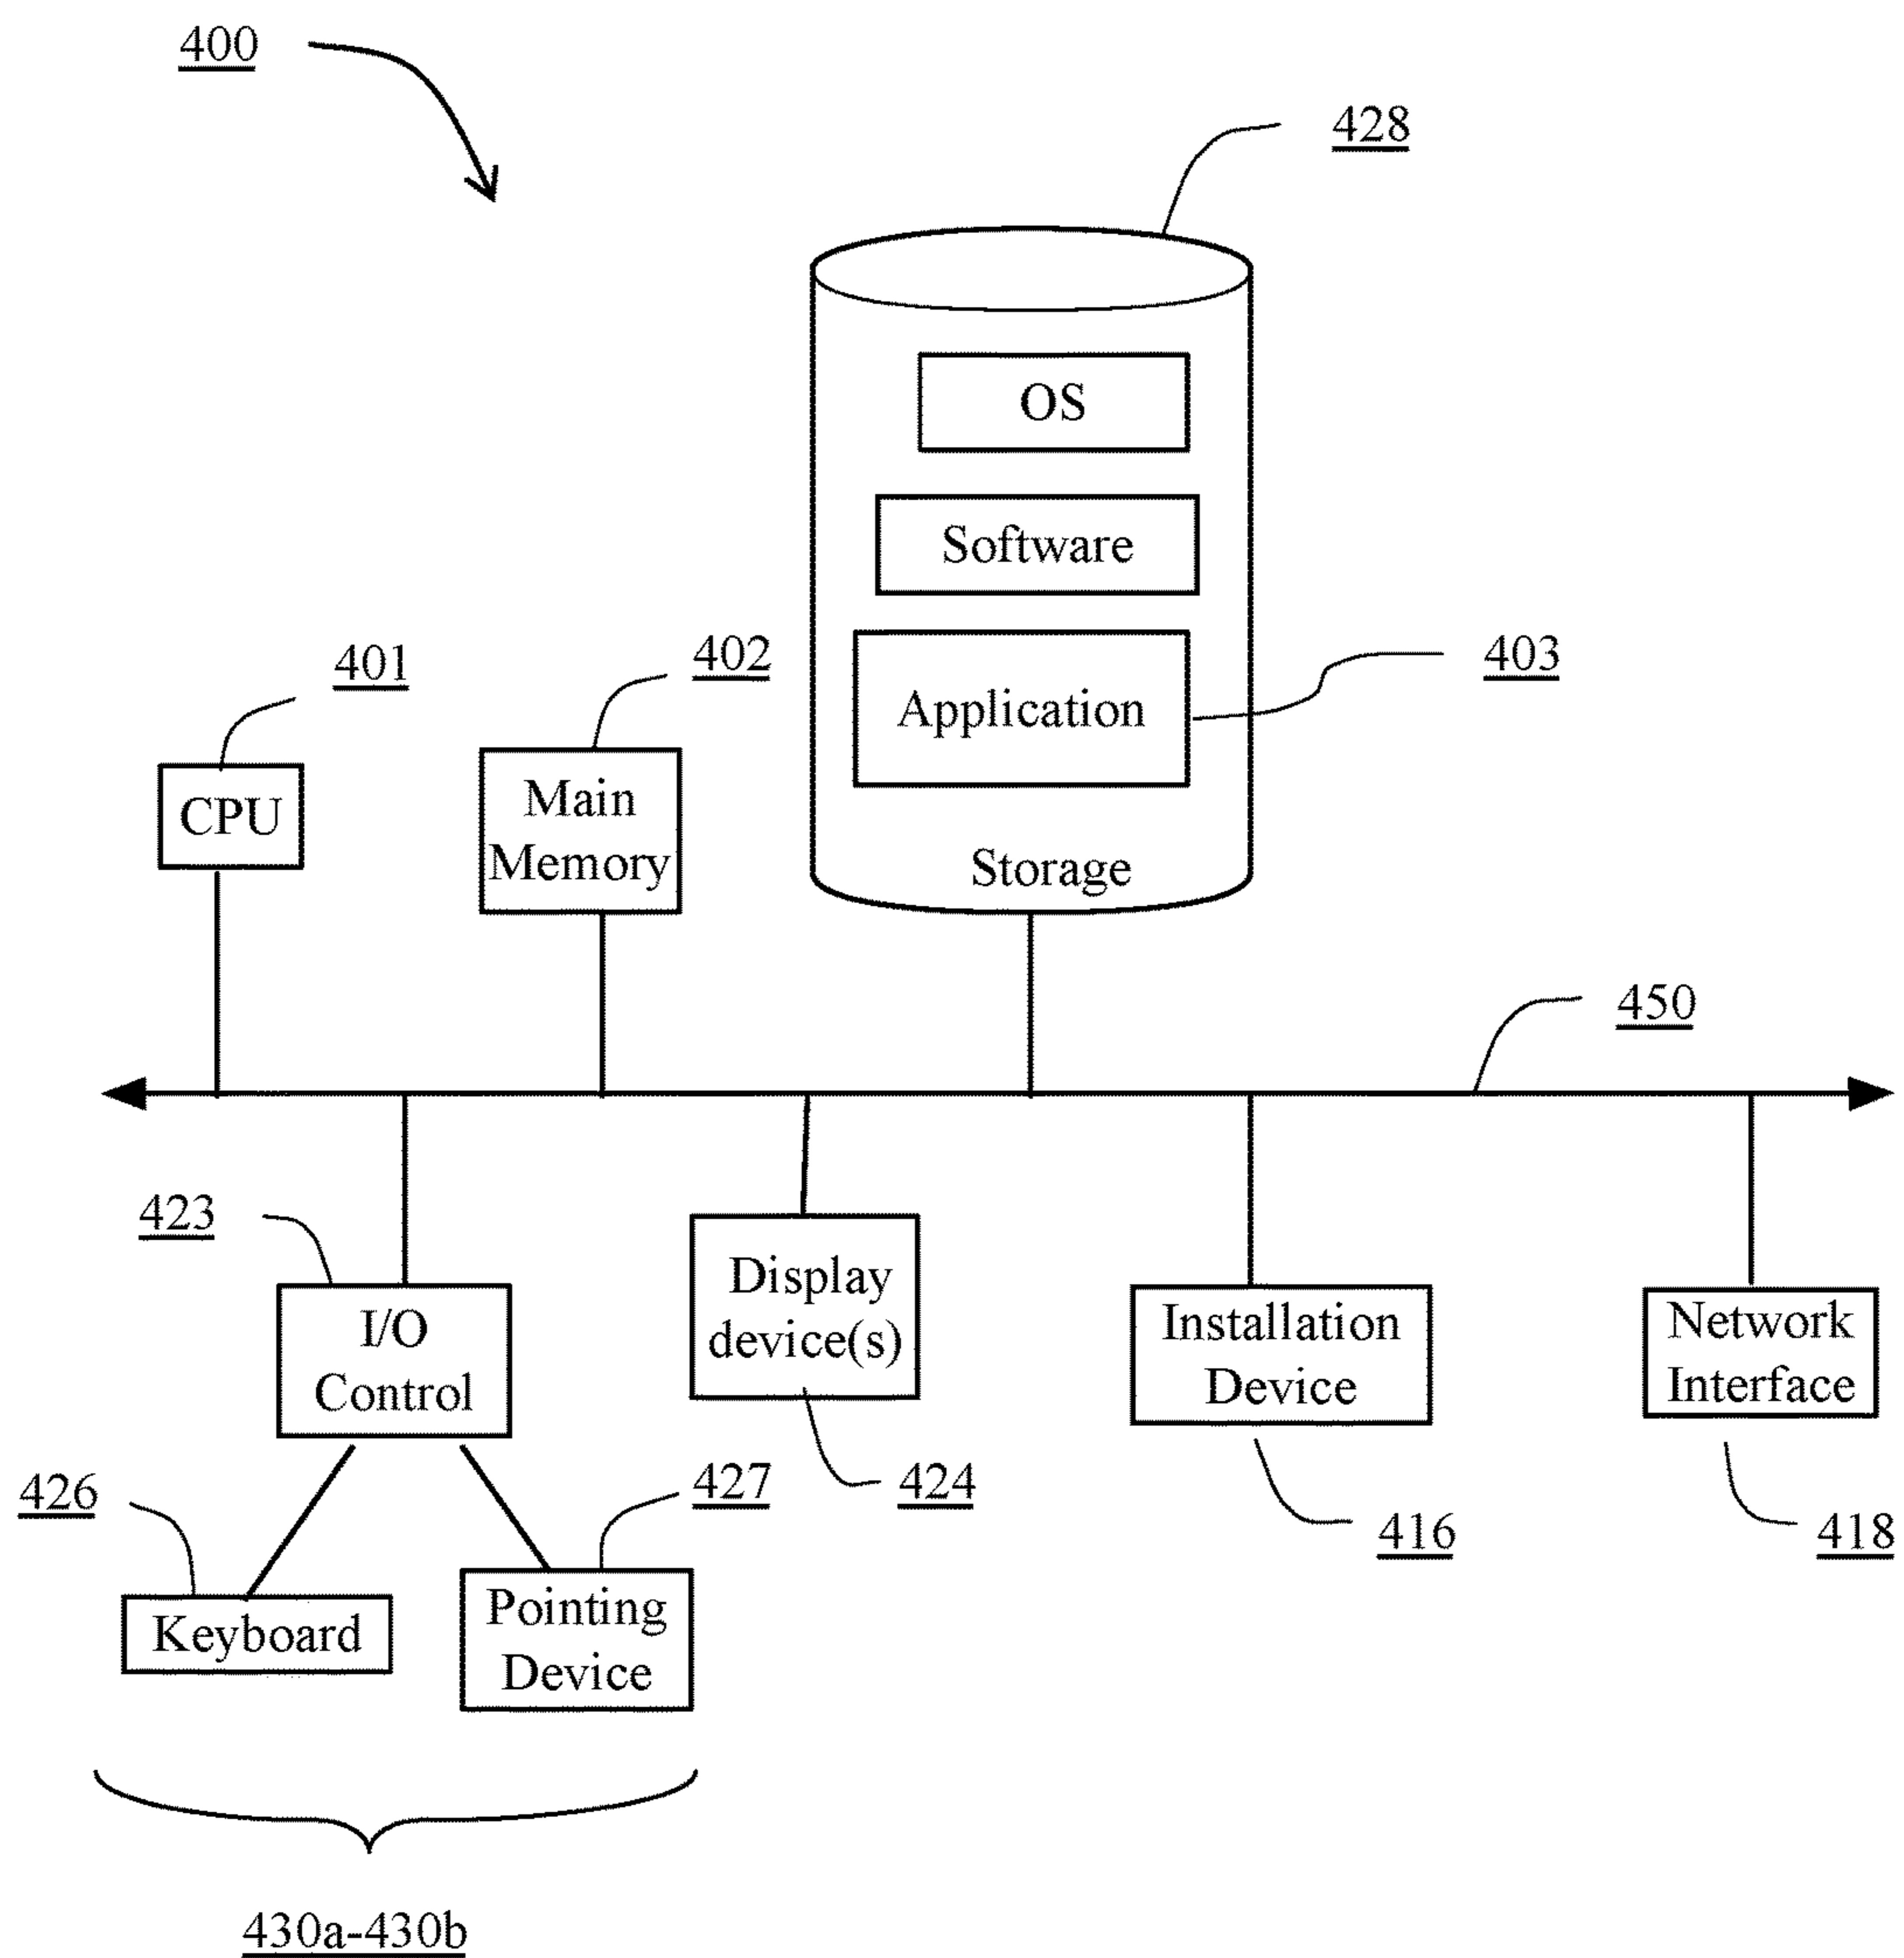 400
428
OS
Software
401
402
403
Application
CPU
Main
Memory
Storage
450
423
I/O
Control
Display
device(s)
Installation
Device
Network
Interface
426
427
424
416
418
Keyboard
Pointing
Device
430a-430b